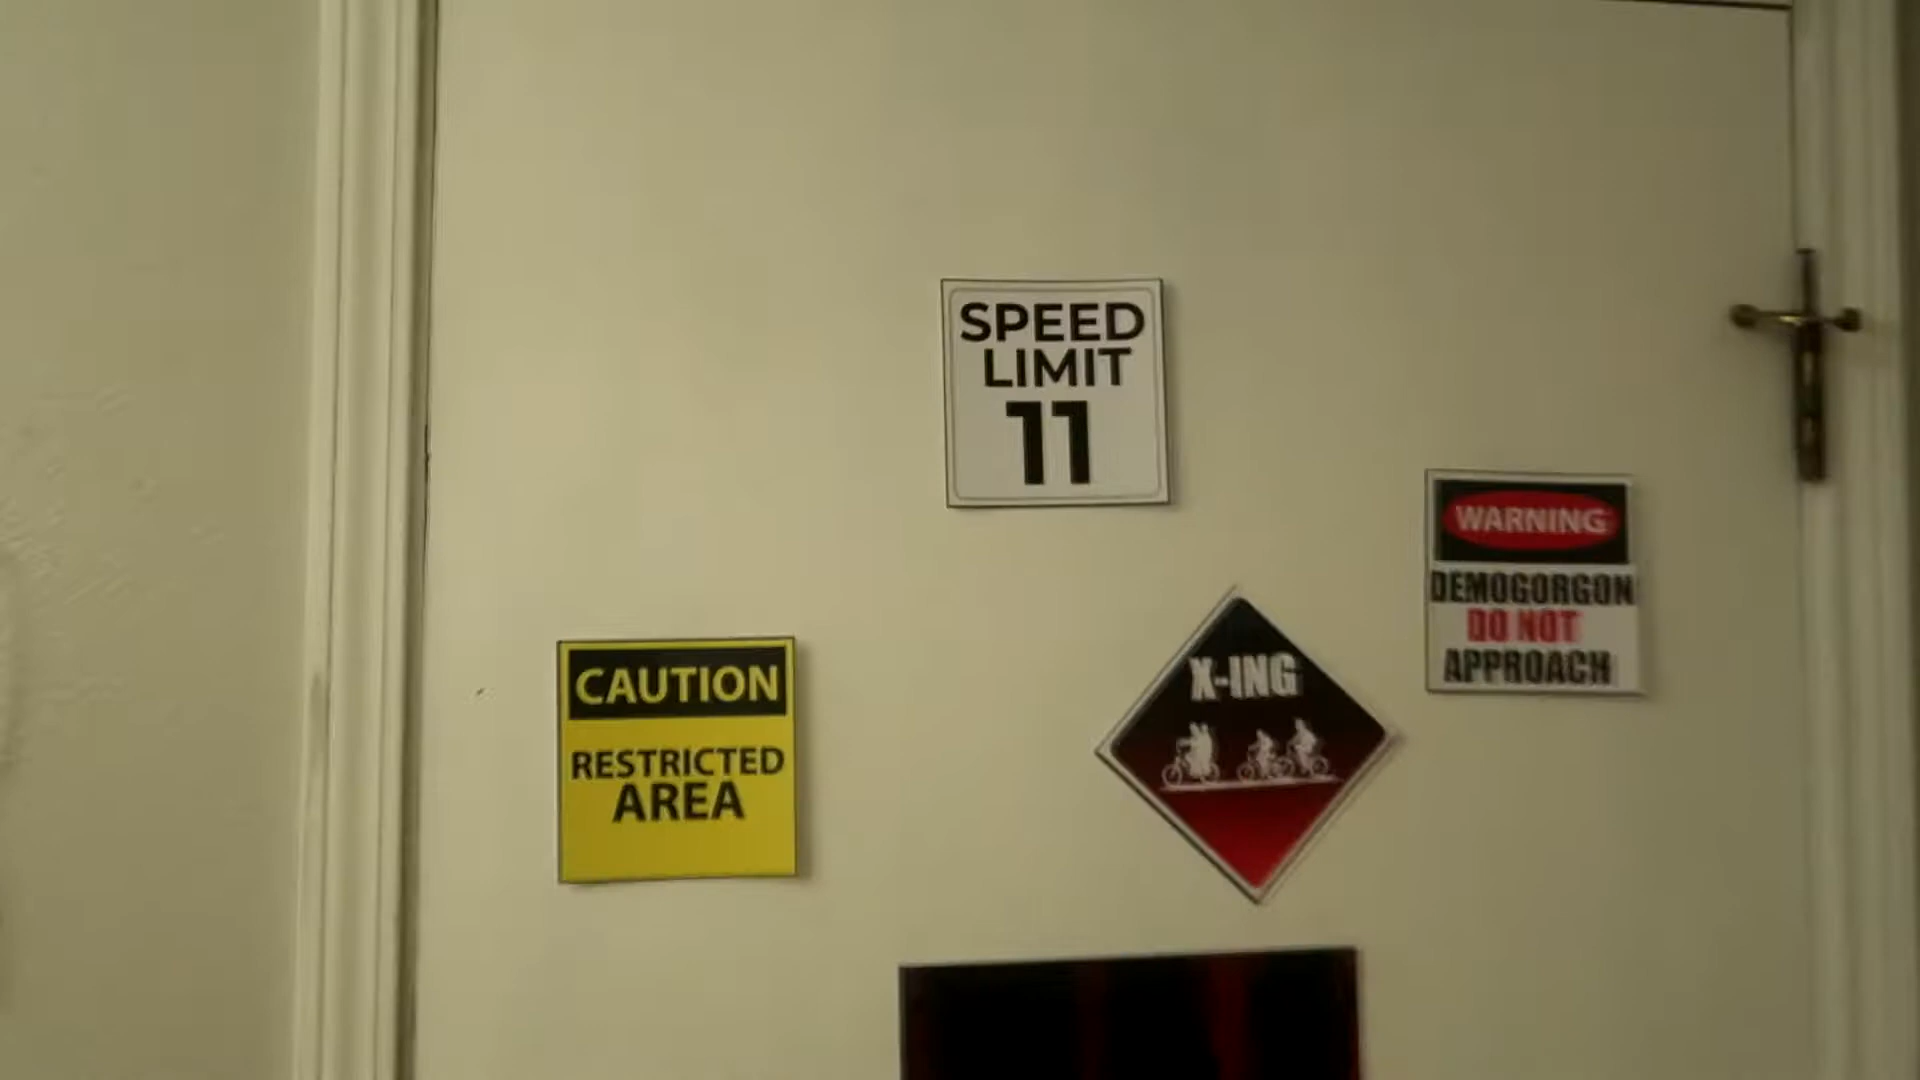 SPEED
LIMIT
11
WARNING
DEMOGORGON
DO NOT
APPROACH
X-ING
CAUTION
RESTRICTED
AREA